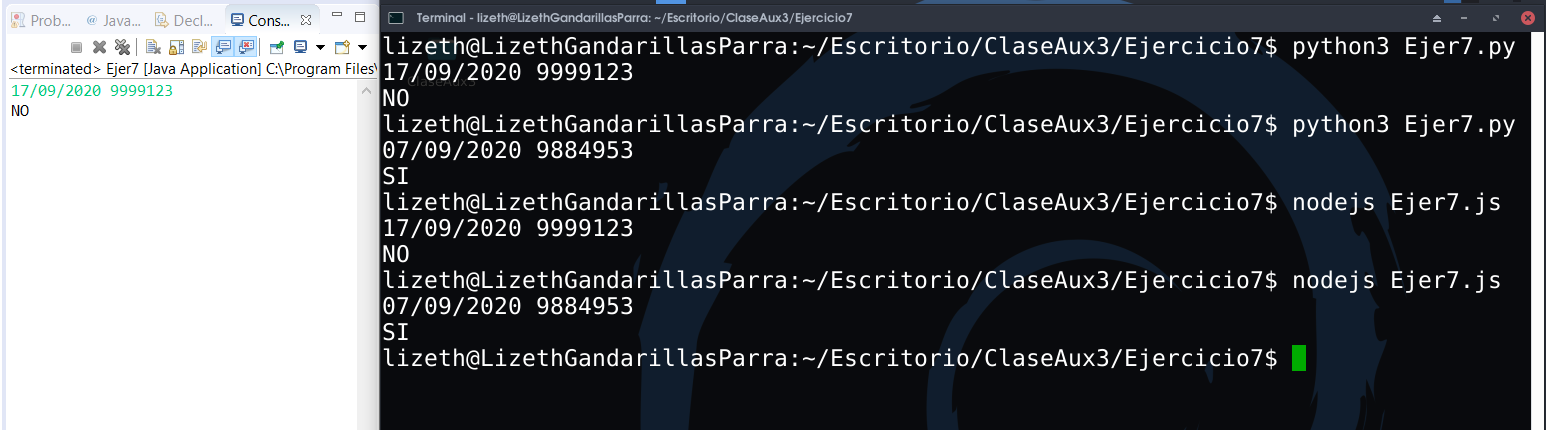 Prob...
Java...
Decl...
Cons...
<terminated> Ejer7 [Java Application] C:\Program Files\
17/09/2020 9999123
NO
Terminal - lizeth@LizethGandarillasParra: ~/Escritorio/ClaseAux3/Ejercicio7
lizeth@LizethGandarillasParra:~/Escritorio/ClaseAux3/Ejercicio7$ python3 Ejer7.py
17/09/2020 9999123
ClaseAux3
NO
lizeth@LizethGandarillasParra:~/Escritorio/ClaseAux3/Ejercicio7$ python3 Ejer7.py
07/09/2020 9884953
SI
lizeth@LizethGandarillasParra:~/Escritorio/ClaseAux3/Ejercicio7$ nodejs Ejer7.js
17/09/2020 9999123
NO
lizeth@LizethGandarillasParra:~/Escritorio/ClaseAux3/Ejercicio7$ nodejs Ejer7.js
07/09/2020 9884953
SI
lizeth@LizethGandarillasParra:~/Escritorio/ClaseAux3/Ejercicio7$